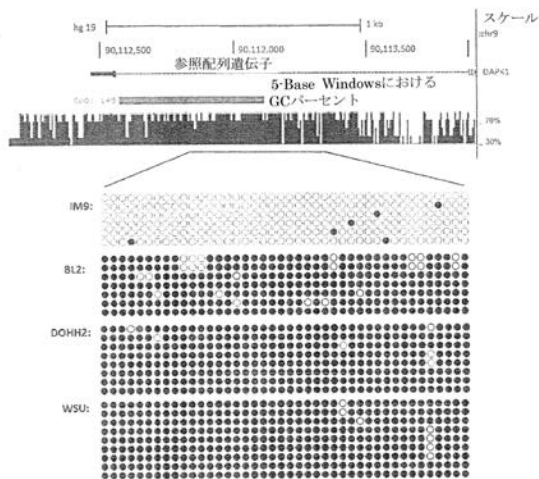 hg 19
1 kb
スケール
chr9
90,112,500
90,112,000
90,113,500
参照配列遺伝子
DAPK1
5-Base Windowsにおける
GCパーセント
70%
30%
IM9:
BL2:
DOHH2:
WSU: